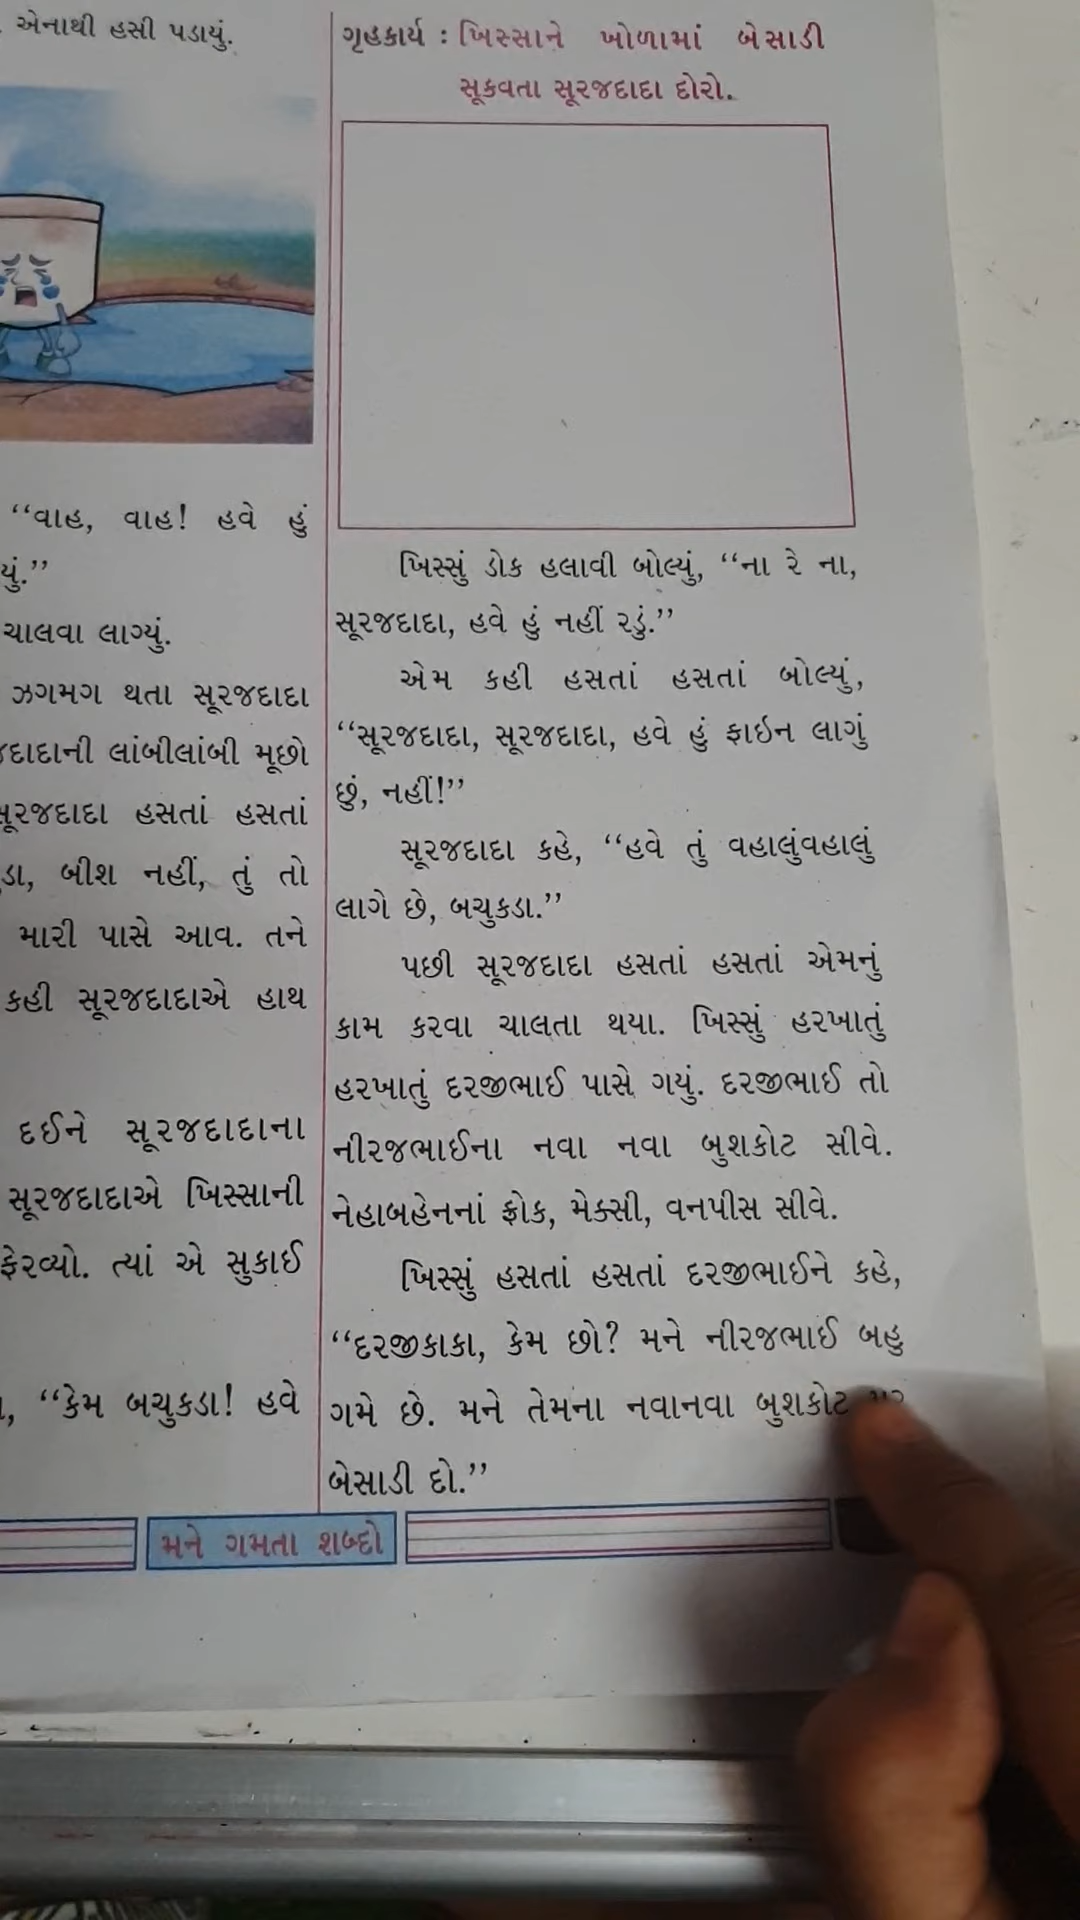 એનાથી હસી પડાયું.
“વાહ, વાહ! હવે હું
યું.”
ચાલવા લાગ્યું.
ઝગમગ થતા સૂરજદાદા
દાદાની લાંબીલાંબી મૂછો
સૂરજદાદા હસતાં હસતાં
ડા, બીશ નહીં, તું તો
મારી પાસે આવ. તને
કહી સૂરજદાદાએ હાથ
દઈને સૂરજદાદાના
સૂરજદાદાએ ખિસ્સાની
ફેરવ્યો. ત્યાં એ સુકાઈ
, “કેમ બચુકડા! હવે
ગૃહકાર્ય : ખિસ્સાને ખોળામાં બેસાડી
સૂકવતા સૂરજદાદા દોરો.
ખિસ્સું ડોક હલાવી બોલ્યું, “ના રે ના,
સૂરજદાદા, હવે હું નહીં રડું.”
એમ કહી હસતાં હસતાં બોલ્યું,
“સૂરજદાદા, સૂરજદાદા, હવે હું ફાઇન લાગું
છું, નહીં!”
સૂરજદાદા કહે, “હવે તું વહાલુંવહાલું
લાગે છે, બચુકડા.”
પછી સૂરજદાદા હસતાં હસતાં એમનું
કામ કરવા ચાલતા થયા. ખિસ્સું હરખાતું
હરખાતું દરજીભાઈ પાસે ગયું. દરજીભાઈ તો
નીરજભાઈના નવા નવા બુશકોટ સીવે.
નેહાબહેનનાં ફ્રોક, મેક્સી, વનપીસ સીવે.
ખિસ્સું હસતાં હસતાં દરજીભાઈને કહે,
“દરજીકાકા, કેમ છો? મને નીરજભાઈ બહુ
ગમે છે. મને તેમના નવાનવા બુશકોટ પર
બેસાડી દો.”
મને ગમતા શબ્દો